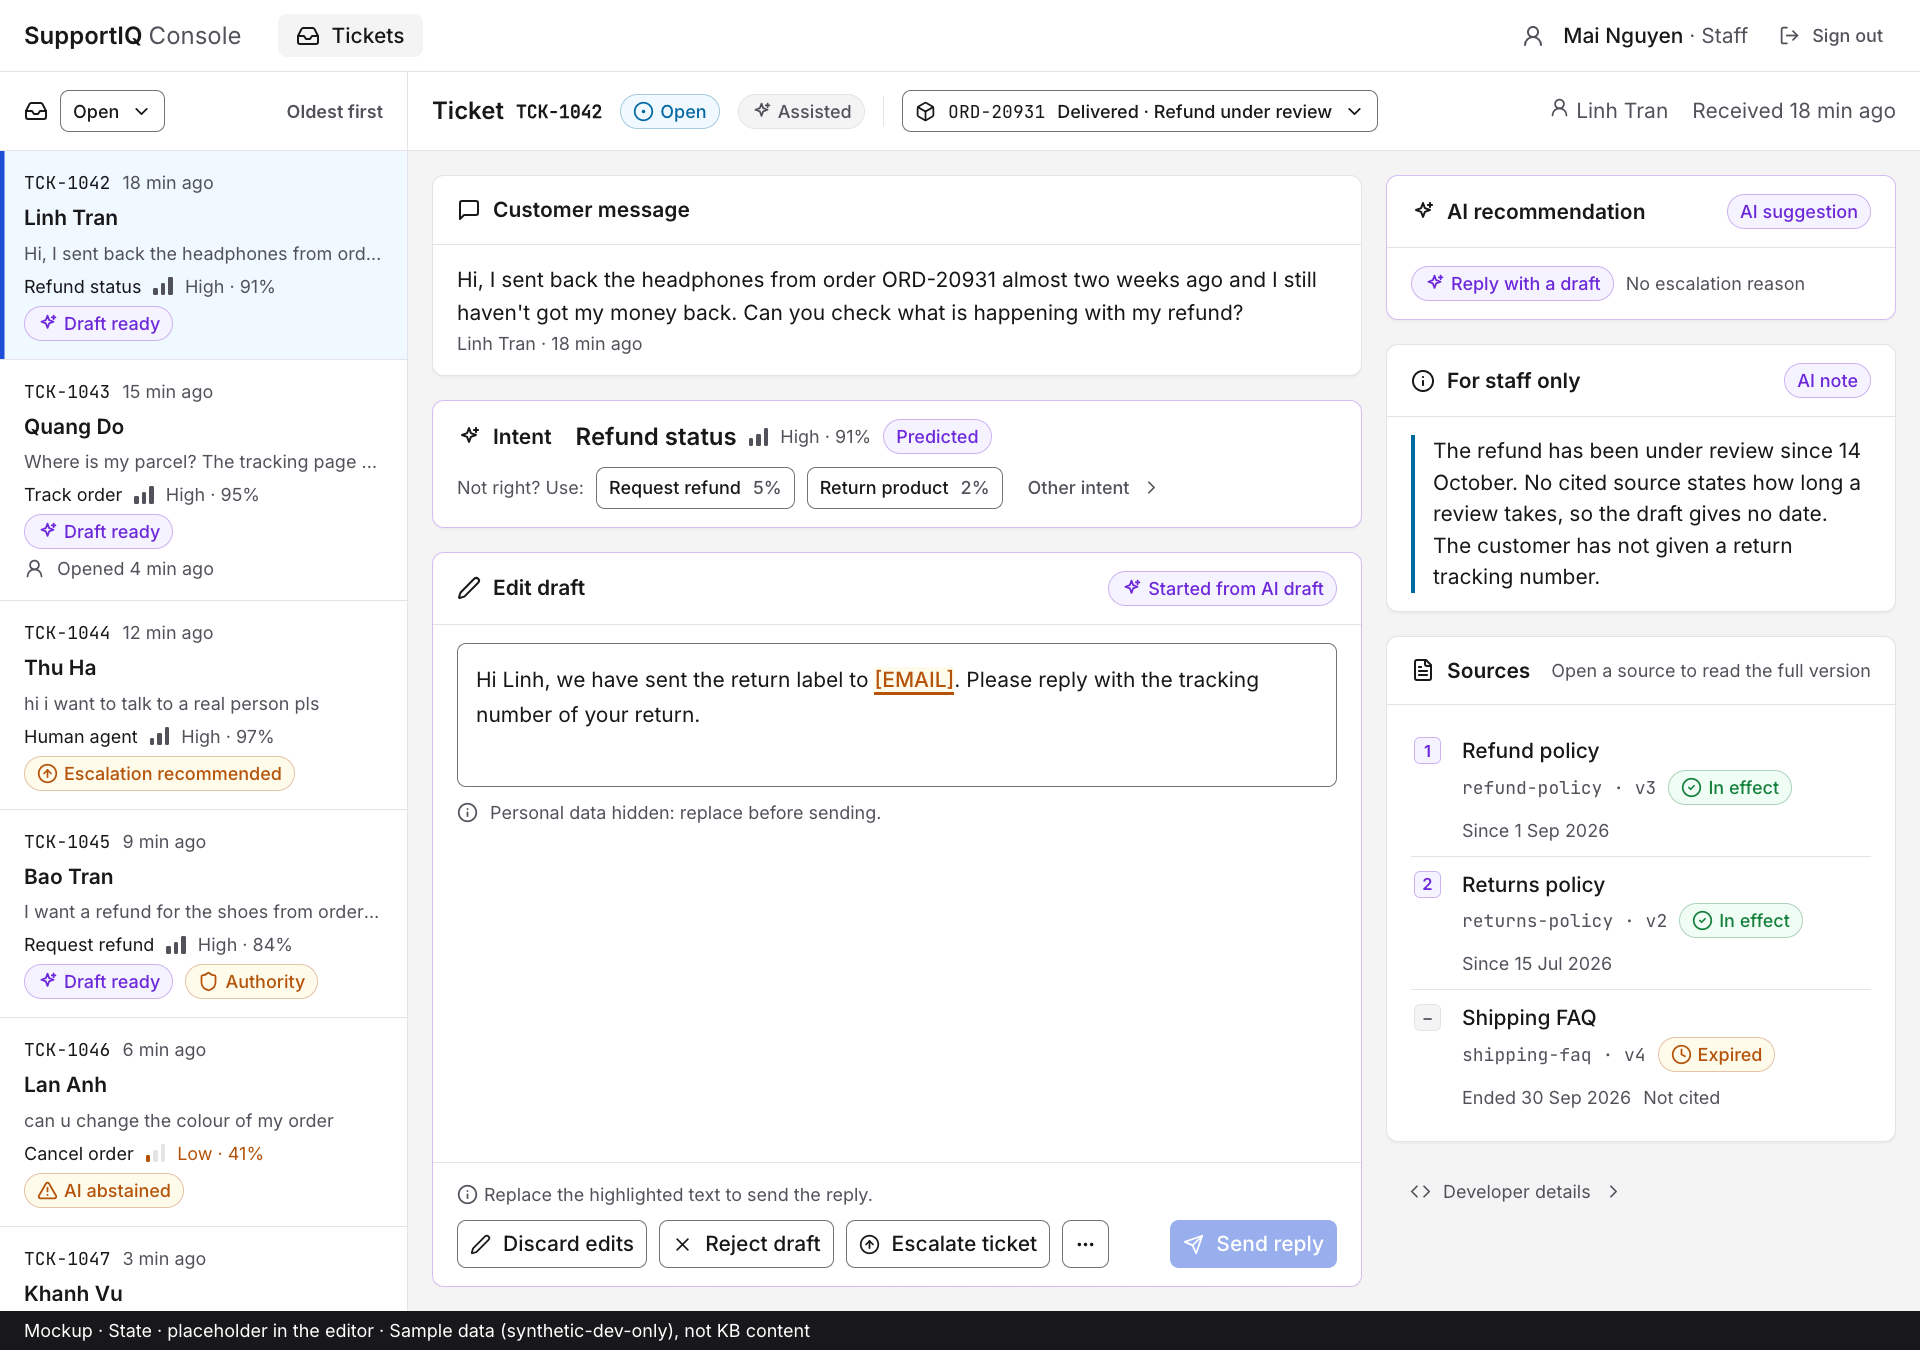 SupportIQ Console
Tickets
Mai Nguyen · Staff
Sign out
Open
Oldest first
Ticket TCK-1042
Open
Assisted
ORD-20931 Delivered · Refund under review
Linh Tran
Received 18 min ago
TCK-1042 18 min ago
Linh Tran
Hi, I sent back the headphones from ord...
Refund status High · 91%
Draft ready
TCK-1043 15 min ago
Quang Do
Where is my parcel? The tracking page ...
Track order High · 95%
Draft ready
Opened 4 min ago
TCK-1044 12 min ago
Thu Ha
hi i want to talk to a real person pls
Human agent High · 97%
Escalation recommended
TCK-1045 9 min ago
Bao Tran
I want a refund for the shoes from order...
Request refund High · 84%
Draft ready Authority
TCK-1046 6 min ago
Lan Anh
can u change the colour of my order
Cancel order Low · 41%
AI abstained
TCK-1047 3 min ago
Khanh Vu
Customer message
Hi, I sent back the headphones from order ORD-20931 almost two weeks ago and I still
haven't got my money back. Can you check what is happening with my refund?
Linh Tran · 18 min ago
Intent Refund status High · 91% Predicted
Not right? Use: Request refund 5% Return product 2% Other intent
Edit draft
Started from AI draft
Hi Linh, we have sent the return label to [EMAIL]. Please reply with the tracking
number of your return.
Personal data hidden: replace before sending.
Replace the highlighted text to send the reply.
Discard edits
Reject draft
Escalate ticket
...
Send reply
AI recommendation
AI suggestion
Reply with a draft
No escalation reason
For staff only
AI note
The refund has been under review since 14
October. No cited source states how long a
review takes, so the draft gives no date.
The customer has not given a return
tracking number.
Sources
Open a source to read the full version
1 Refund policy
refund-policy · v3 In effect
Since 1 Sep 2026
2 Returns policy
returns-policy · v2 In effect
Since 15 Jul 2026
– Shipping FAQ
shipping-faq · v4 Expired
Ended 30 Sep 2026 Not cited
Developer details
Mockup · State · placeholder in the editor · Sample data (synthetic-dev-only), not KB content